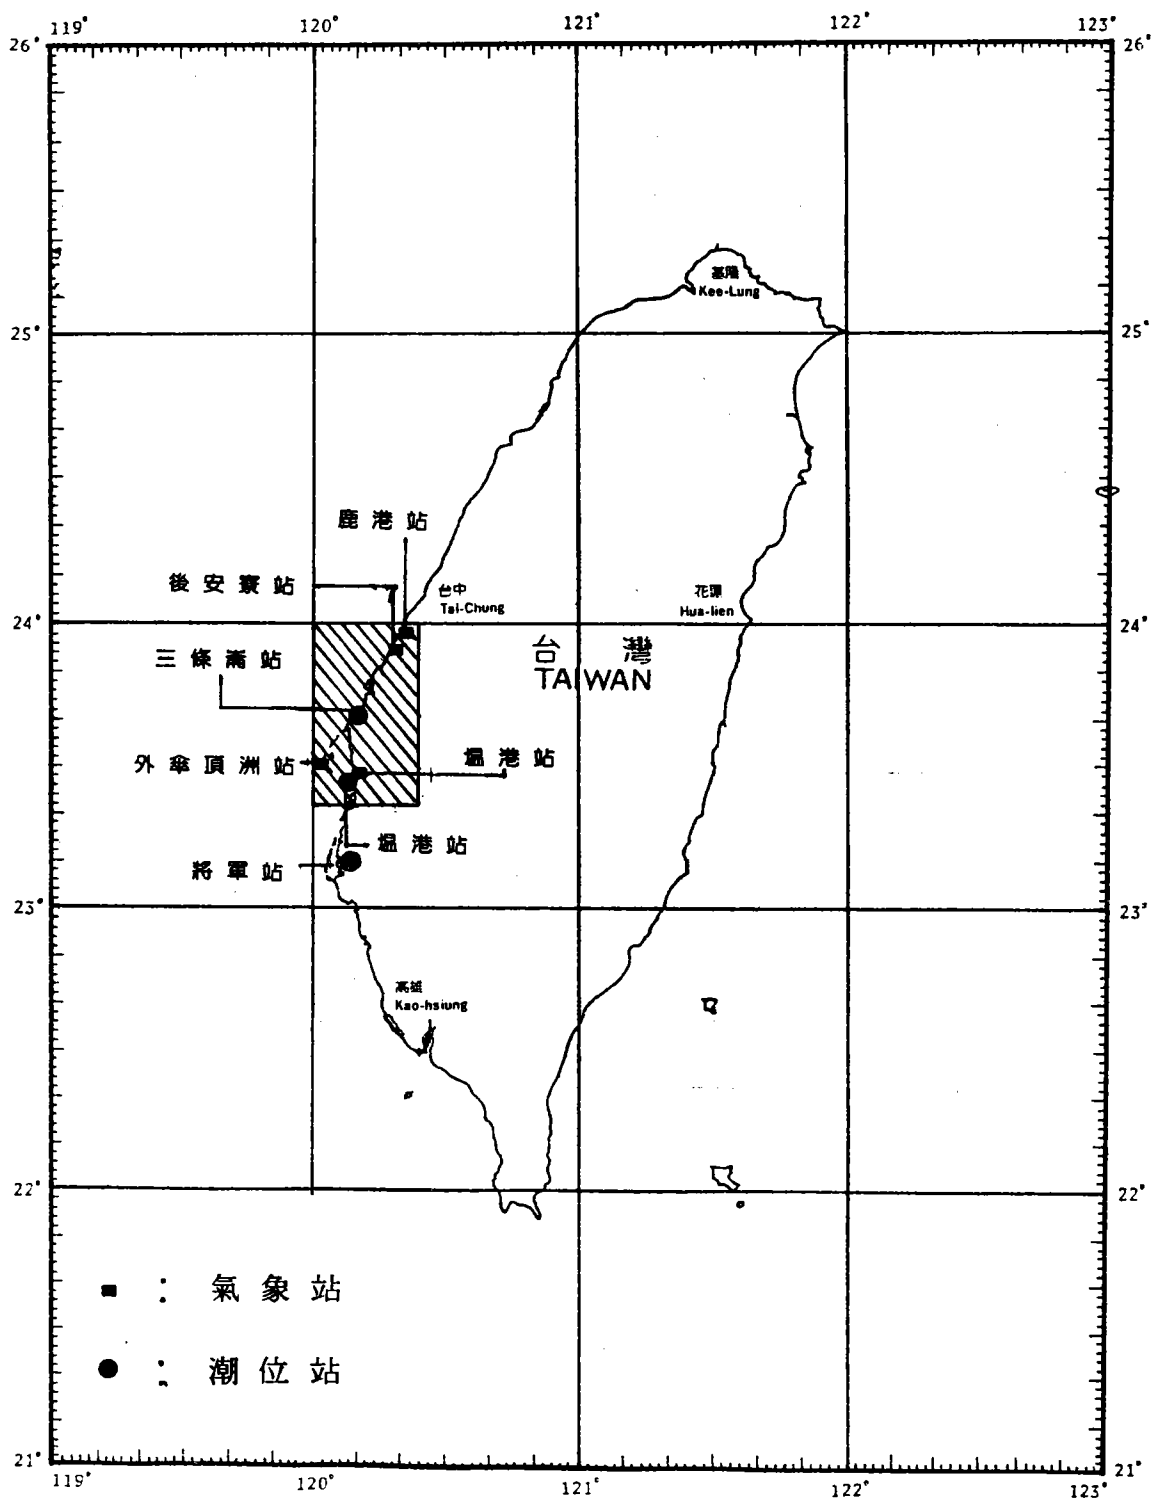 119° 120° 121° 122° 123°
26° 26°
基隆
Kee-Lung
25° 25°
鹿港站
後安寮站
台中
Tai-Chung
花蓮
Hua-lien
24° 24°
三條崙站
台灣
TAIWAN
外傘頂洲站
塭港站
塭港站
將軍站
23° 23°
高雄
Kao-hsiung
22° 22°
■ : 氣象站
● : 潮位站
21° 21°
119° 120° 121° 122° 123°